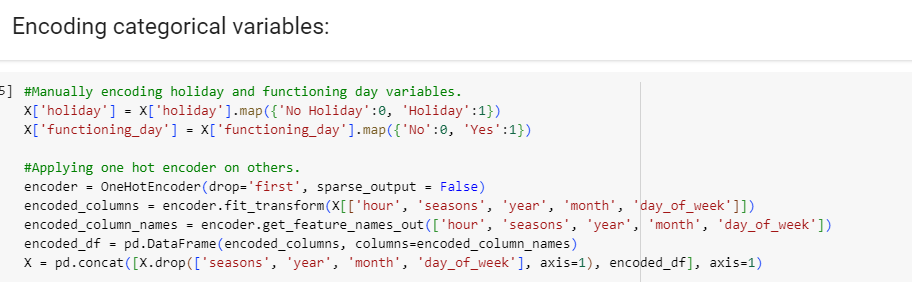 Encoding categorical variables:
5] #Manually encoding holiday and functioning day variables.
X['holiday'] = X['holiday'].map({'No Holiday':0, 'Holiday':1})
X['functioning_day'] = X['functioning_day'].map({'No':0, 'Yes':1})
#Applying one hot encoder on others.
encoder = OneHotEncoder(drop='first', sparse_output = False)
encoded_columns = encoder.fit_transform(X[['hour', 'seasons', 'year', 'month', 'day_of_week']])
encoded_column_names = encoder.get_feature_names_out(['hour', 'seasons', 'year', 'month', 'day_of_week'])
encoded_df = pd.DataFrame(encoded_columns, columns=encoded_column_names)
X = pd.concat([X.drop(['seasons', 'year', 'month', 'day_of_week'], axis=1), encoded_df], axis=1)